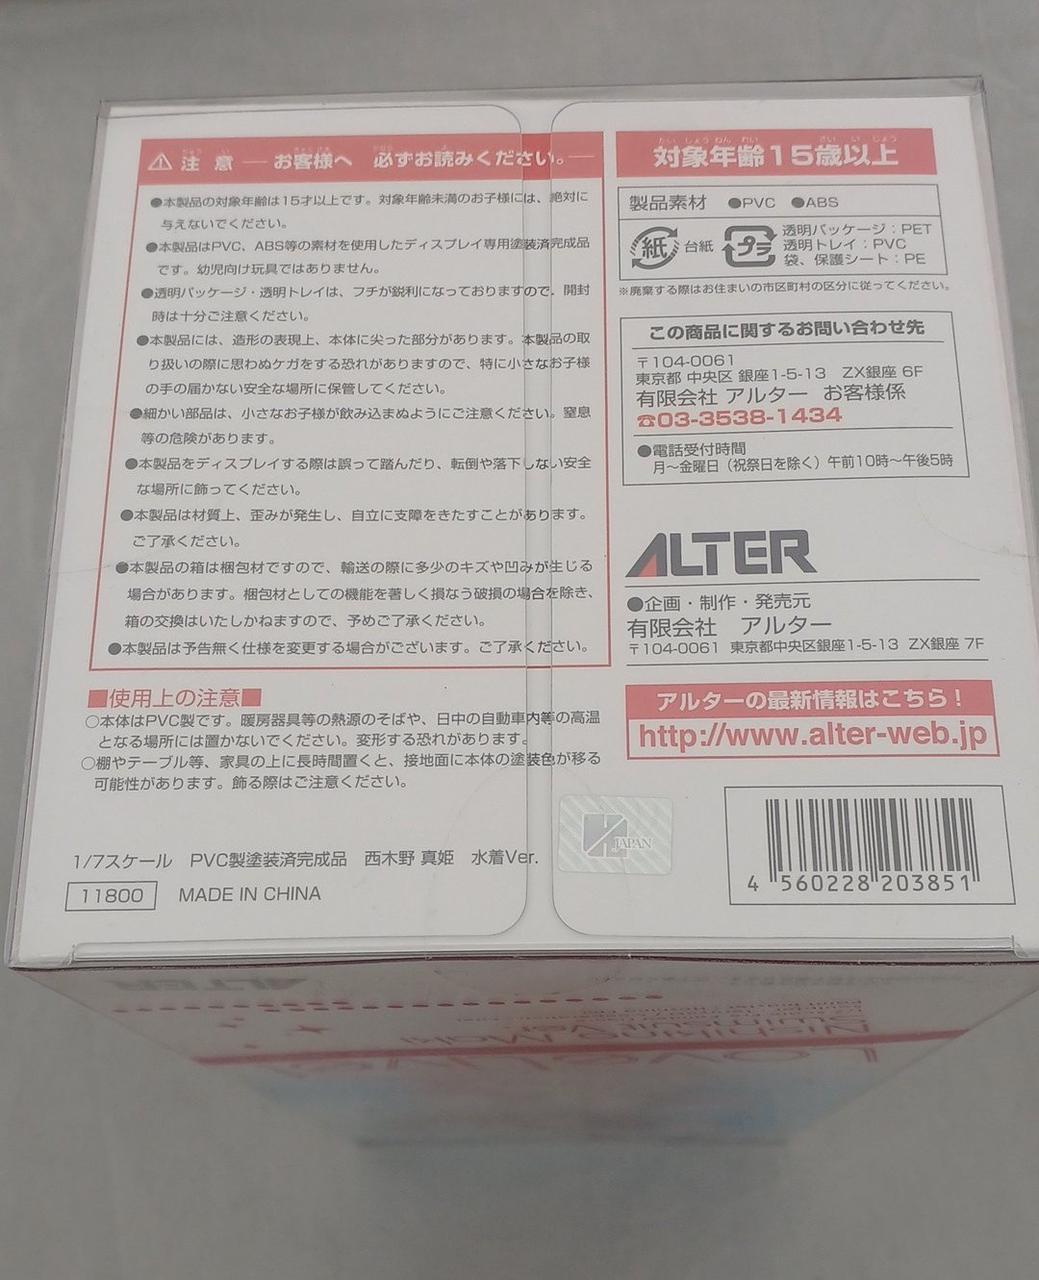 注意 ― お客様へ 必ずお読みください。―
●本製品の対象年齢は15才以上です。対象年齢未満のお子様には、絶対に
与えないでください。
●本製品はPVC、ABS等の素材を使用したディスプレイ専用塗装済完成品
です。幼児向け玩具ではありません。
●透明パッケージ・透明トレイは、フチが鋭利になっておりますので、開封
時は十分ご注意ください。
●本製品には、造形の表現上、本体に尖った部分があります。本製品の取
り扱いの際に思わぬケガをする恐れがありますので、特に小さなお子様
の手の届かない安全な場所に保管してください。
●細かい部品は、小さなお子様が飲み込まぬようにご注意ください。窒息
等の危険があります。
●本製品をディスプレイする際は誤って踏んだり、転倒や落下しない安全
な場所に飾ってください。
●本製品は材質上、歪みが発生し、自立に支障をきたすことがあります。
ご了承ください。
●本製品の箱は梱包材ですので、輸送の際に多少のキズや凹みが生じる
場合があります。梱包材としての機能を著しく損なう破損の場合を除き、
箱の交換はいたしかねますので、予めご了承ください。
●本製品は予告無く仕様を変更する場合がございます。ご了承ください。
■使用上の注意■
○本体はPVC製です。暖房器具等の熱源のそばや、日中の自動車内等の高温
となる場所には置かないでください。変形する恐れがあります。
○棚やテーブル等、家具の上に長時間置くと、接地面に本体の塗装色が移る
可能性があります。飾る際はご注意ください。
1/7スケール PVC製塗装済完成品 西木野 真姫 水着Ver.
11800 MADE IN CHINA
たいしょうねんれい さいいじょう
対象年齢15歳以上
製品素材 ●PVC ●ABS
紙 台紙
プラ
透明パッケージ：PET
透明トレイ：PVC
袋、保護シート：PE
※廃棄する際はお住まいの市区町村の区分に従ってください。
この商品に関するお問い合わせ先
〒104-0061
東京都 中央区 銀座1-5-13 ZX銀座 6F
有限会社 アルター お客様係
☎03-3538-1434
●電話受付時間
月〜金曜日（祝祭日を除く）午前10時〜午後5時
ALTER
●企画・制作・発売元
有限会社 アルター
〒104-0061 東京都中央区銀座1-5-13 ZX銀座 7F
アルターの最新情報はこちら！
http://www.alter-web.jp
JAPAN
4 560228 203851
ALTER